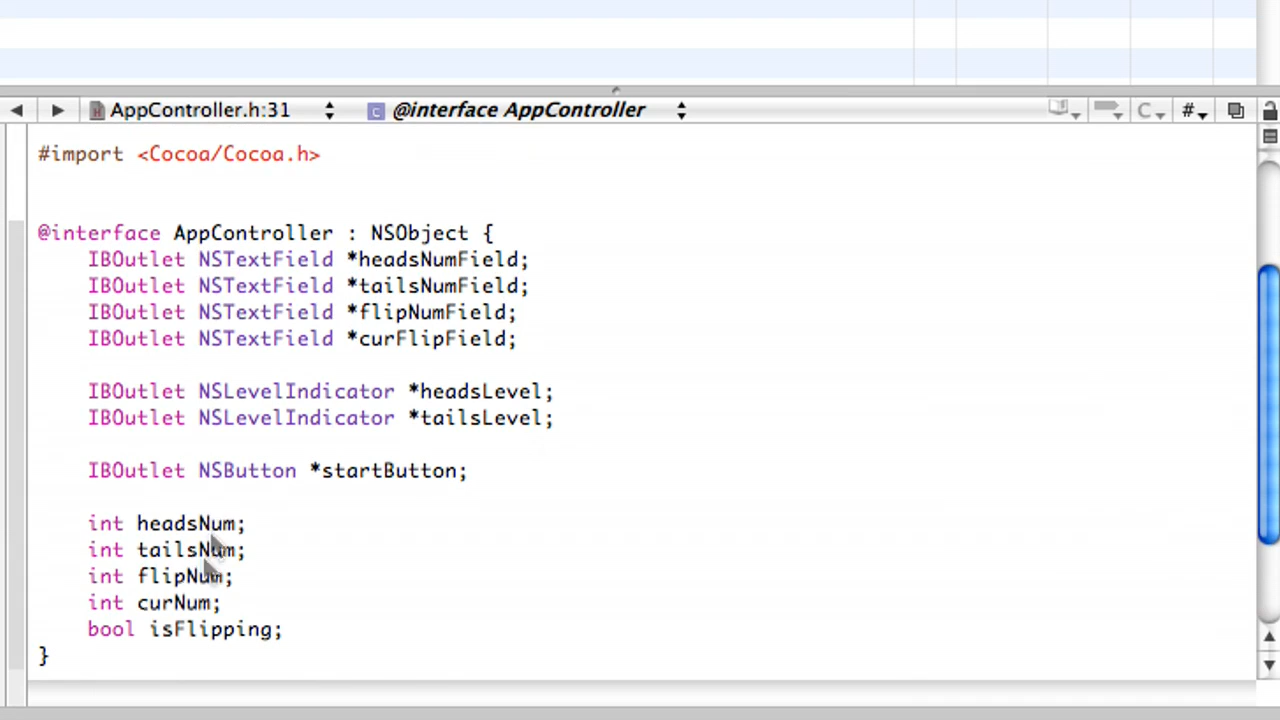 AppController.h:31 @interface AppController C #
#import <Cocoa/Cocoa.h>
@interface AppController : NSObject {
IBOutlet NSTextField *headsNumField;
IBOutlet NSTextField *tailsNumField;
IBOutlet NSTextField *flipNumField;
IBOutlet NSTextField *curFlipField;
IBOutlet NSLevelIndicator *headsLevel;
IBOutlet NSLevelIndicator *tailsLevel;
IBOutlet NSButton *startButton;
int headsNum;
int tailsNum;
int flipNum;
int curNum;
bool isFlipping;
}